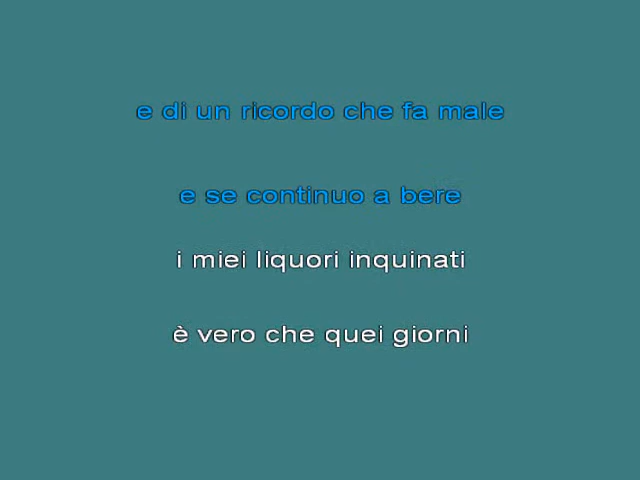 e di un ricordo che fa male
e se continuo a bere
i miei liquori inquinati
è vero che quei giorni